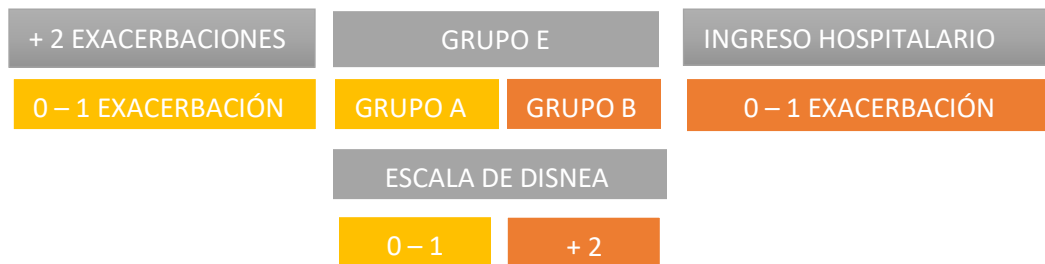 + 2 EXACERBACIONES
GRUPO E
INGRESO HOSPITALARIO
0 – 1 EXACERBACIÓN
GRUPO A
GRUPO B
0 – 1 EXACERBACIÓN
ESCALA DE DISNEA
0 – 1
+ 2